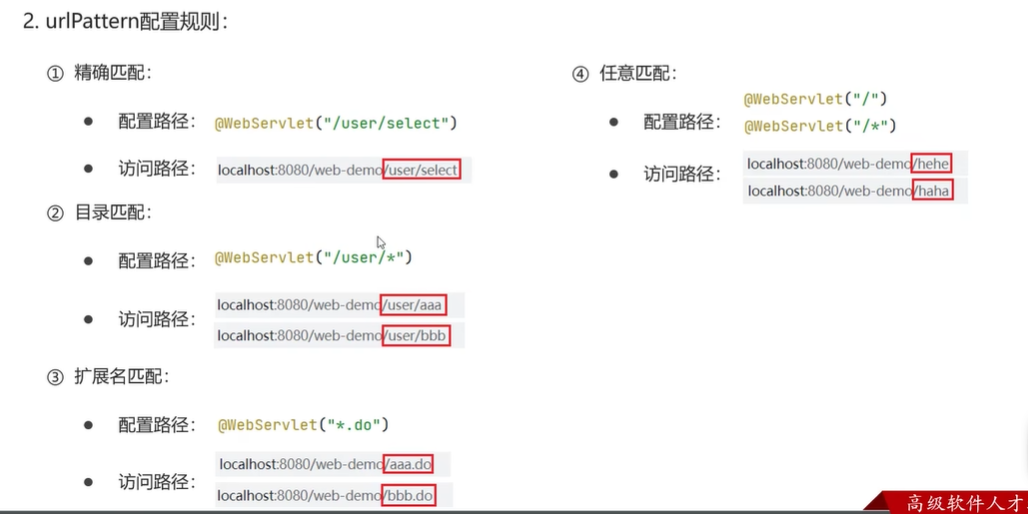 2. urlPattern配置规则：
① 精确匹配：
● 配置路径： @WebServlet("/user/select")
● 访问路径： localhost:8080/web-demo/user/select
② 目录匹配：
● 配置路径： @WebServlet("/user/*")
● 访问路径： localhost:8080/web-demo/user/aaa
localhost:8080/web-demo/user/bbb
③ 扩展名匹配：
● 配置路径： @WebServlet("*.do")
● 访问路径： localhost:8080/web-demo/aaa.do
localhost:8080/web-demo/bbb.do
④ 任意匹配：
● 配置路径： @WebServlet("/")
@WebServlet("/*")
● 访问路径： localhost:8080/web-demo/hehe
localhost:8080/web-demo/haha
高级软件人才